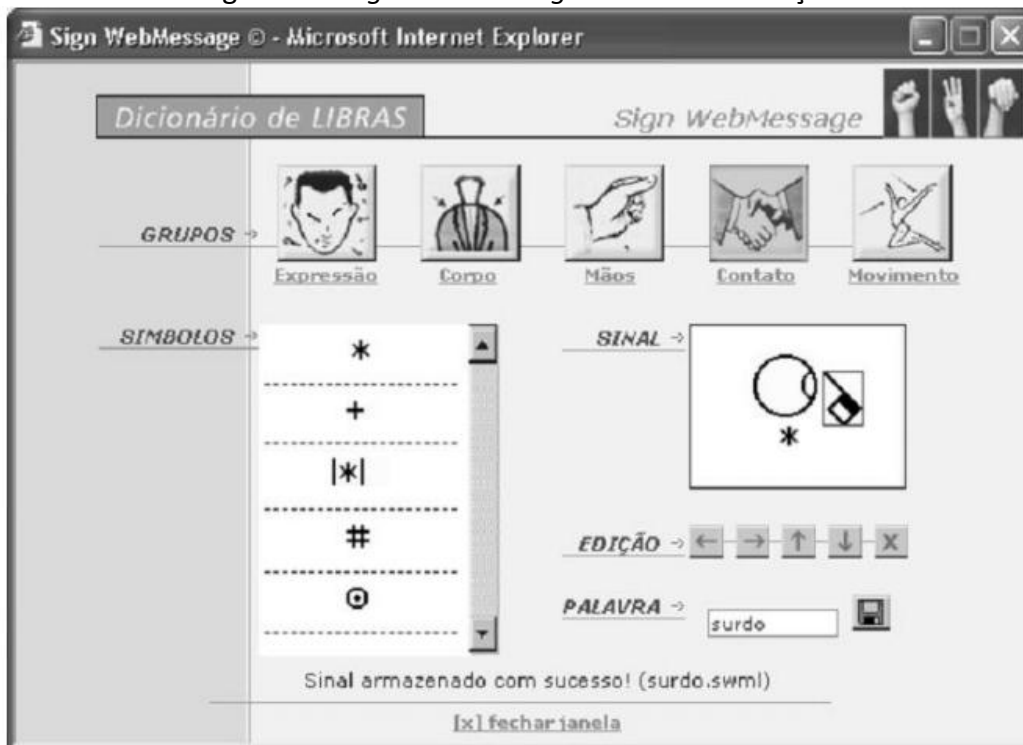 Sign WebMessage © - Microsoft Internet Explorer
Dicionário de LIBRAS
Sign WebMessage
GRUPOS
Expressão
Corpo
Mãos
Contato
Movimento
SIMBOLOS
*
+
|*|
#
SINAL
*
EDIÇÃO
X
PALAVRA
surdo
Sinal armazenado com sucesso! (surdo.swml)
[x] fechar janela